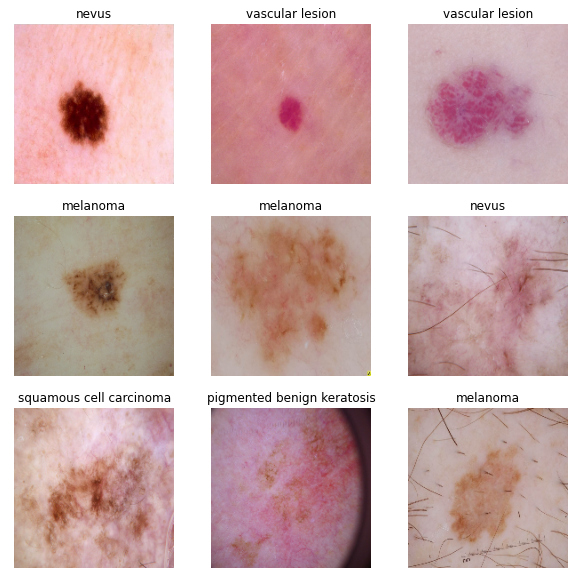 nevus
vascular lesion
vascular lesion
melanoma
melanoma
nevus
squamous cell carcinoma
pigmented benign keratosis
melanoma